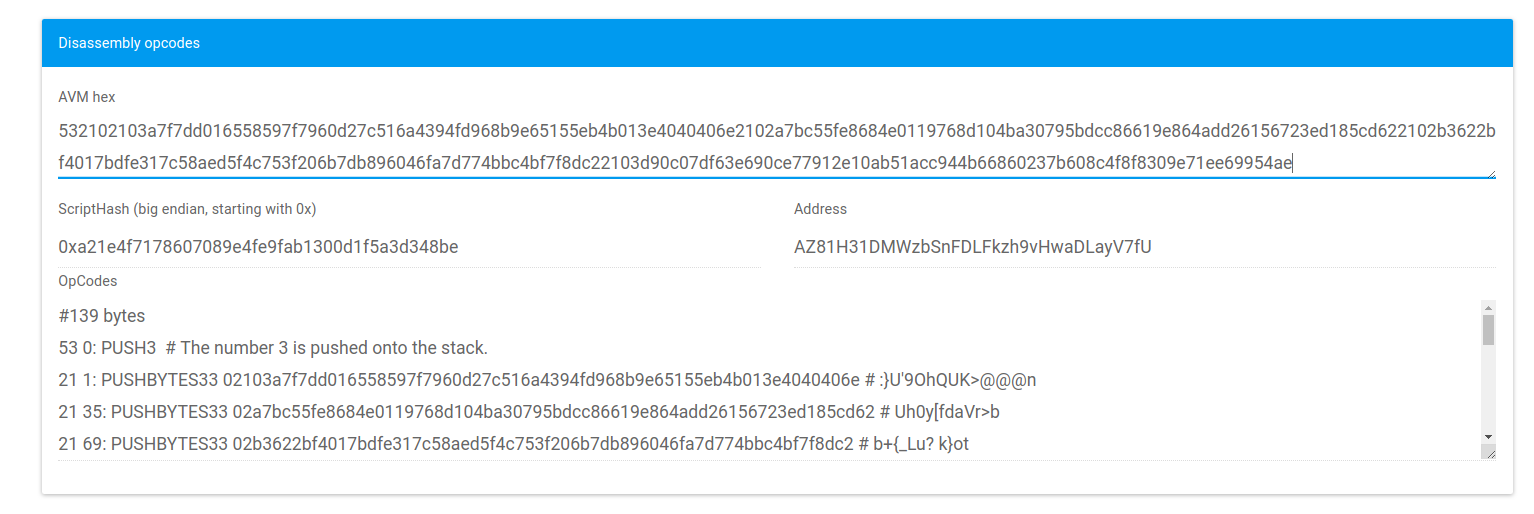 Disassembly opcodes
AVM hex
532102103a7f7dd016558597f7960d27c516a4394fd968b9e65155eb4b013e4040406e2102a7bc55fe8684e0119768d104ba30795bdcc86619e864add26156723ed185cd622102b3622b
f4017bdfe317c58aed5f4c753f206b7db896046fa7d774bbc4bf7f8dc22103d90c07df63e690ce77912e10ab51acc944b66860237b608c4f8f8309e71ee69954ae
ScriptHash (big endian, starting with 0x)
Address
0xa21e4f7178607089e4fe9fab1300d1f5a3d348be
AZ81H31DMWzbSnFDLFkzh9vHwaDLayV7fU
OpCodes
#139 bytes
53 0: PUSH3 # The number 3 is pushed onto the stack.
21 1: PUSHBYTES33 02103a7f7dd016558597f7960d27c516a4394fd968b9e65155eb4b013e4040406e # :}U'9OhQUK>@@@n
21 35: PUSHBYTES33 02a7bc55fe8684e0119768d104ba30795bdcc86619e864add26156723ed185cd62 # Uh0y[fdaVr>b
21 69: PUSHBYTES33 02b3622bf4017bdfe317c58aed5f4c753f206b7db896046fa7d774bbc4bf7f8dc2 # b+{_Lu? k}ot